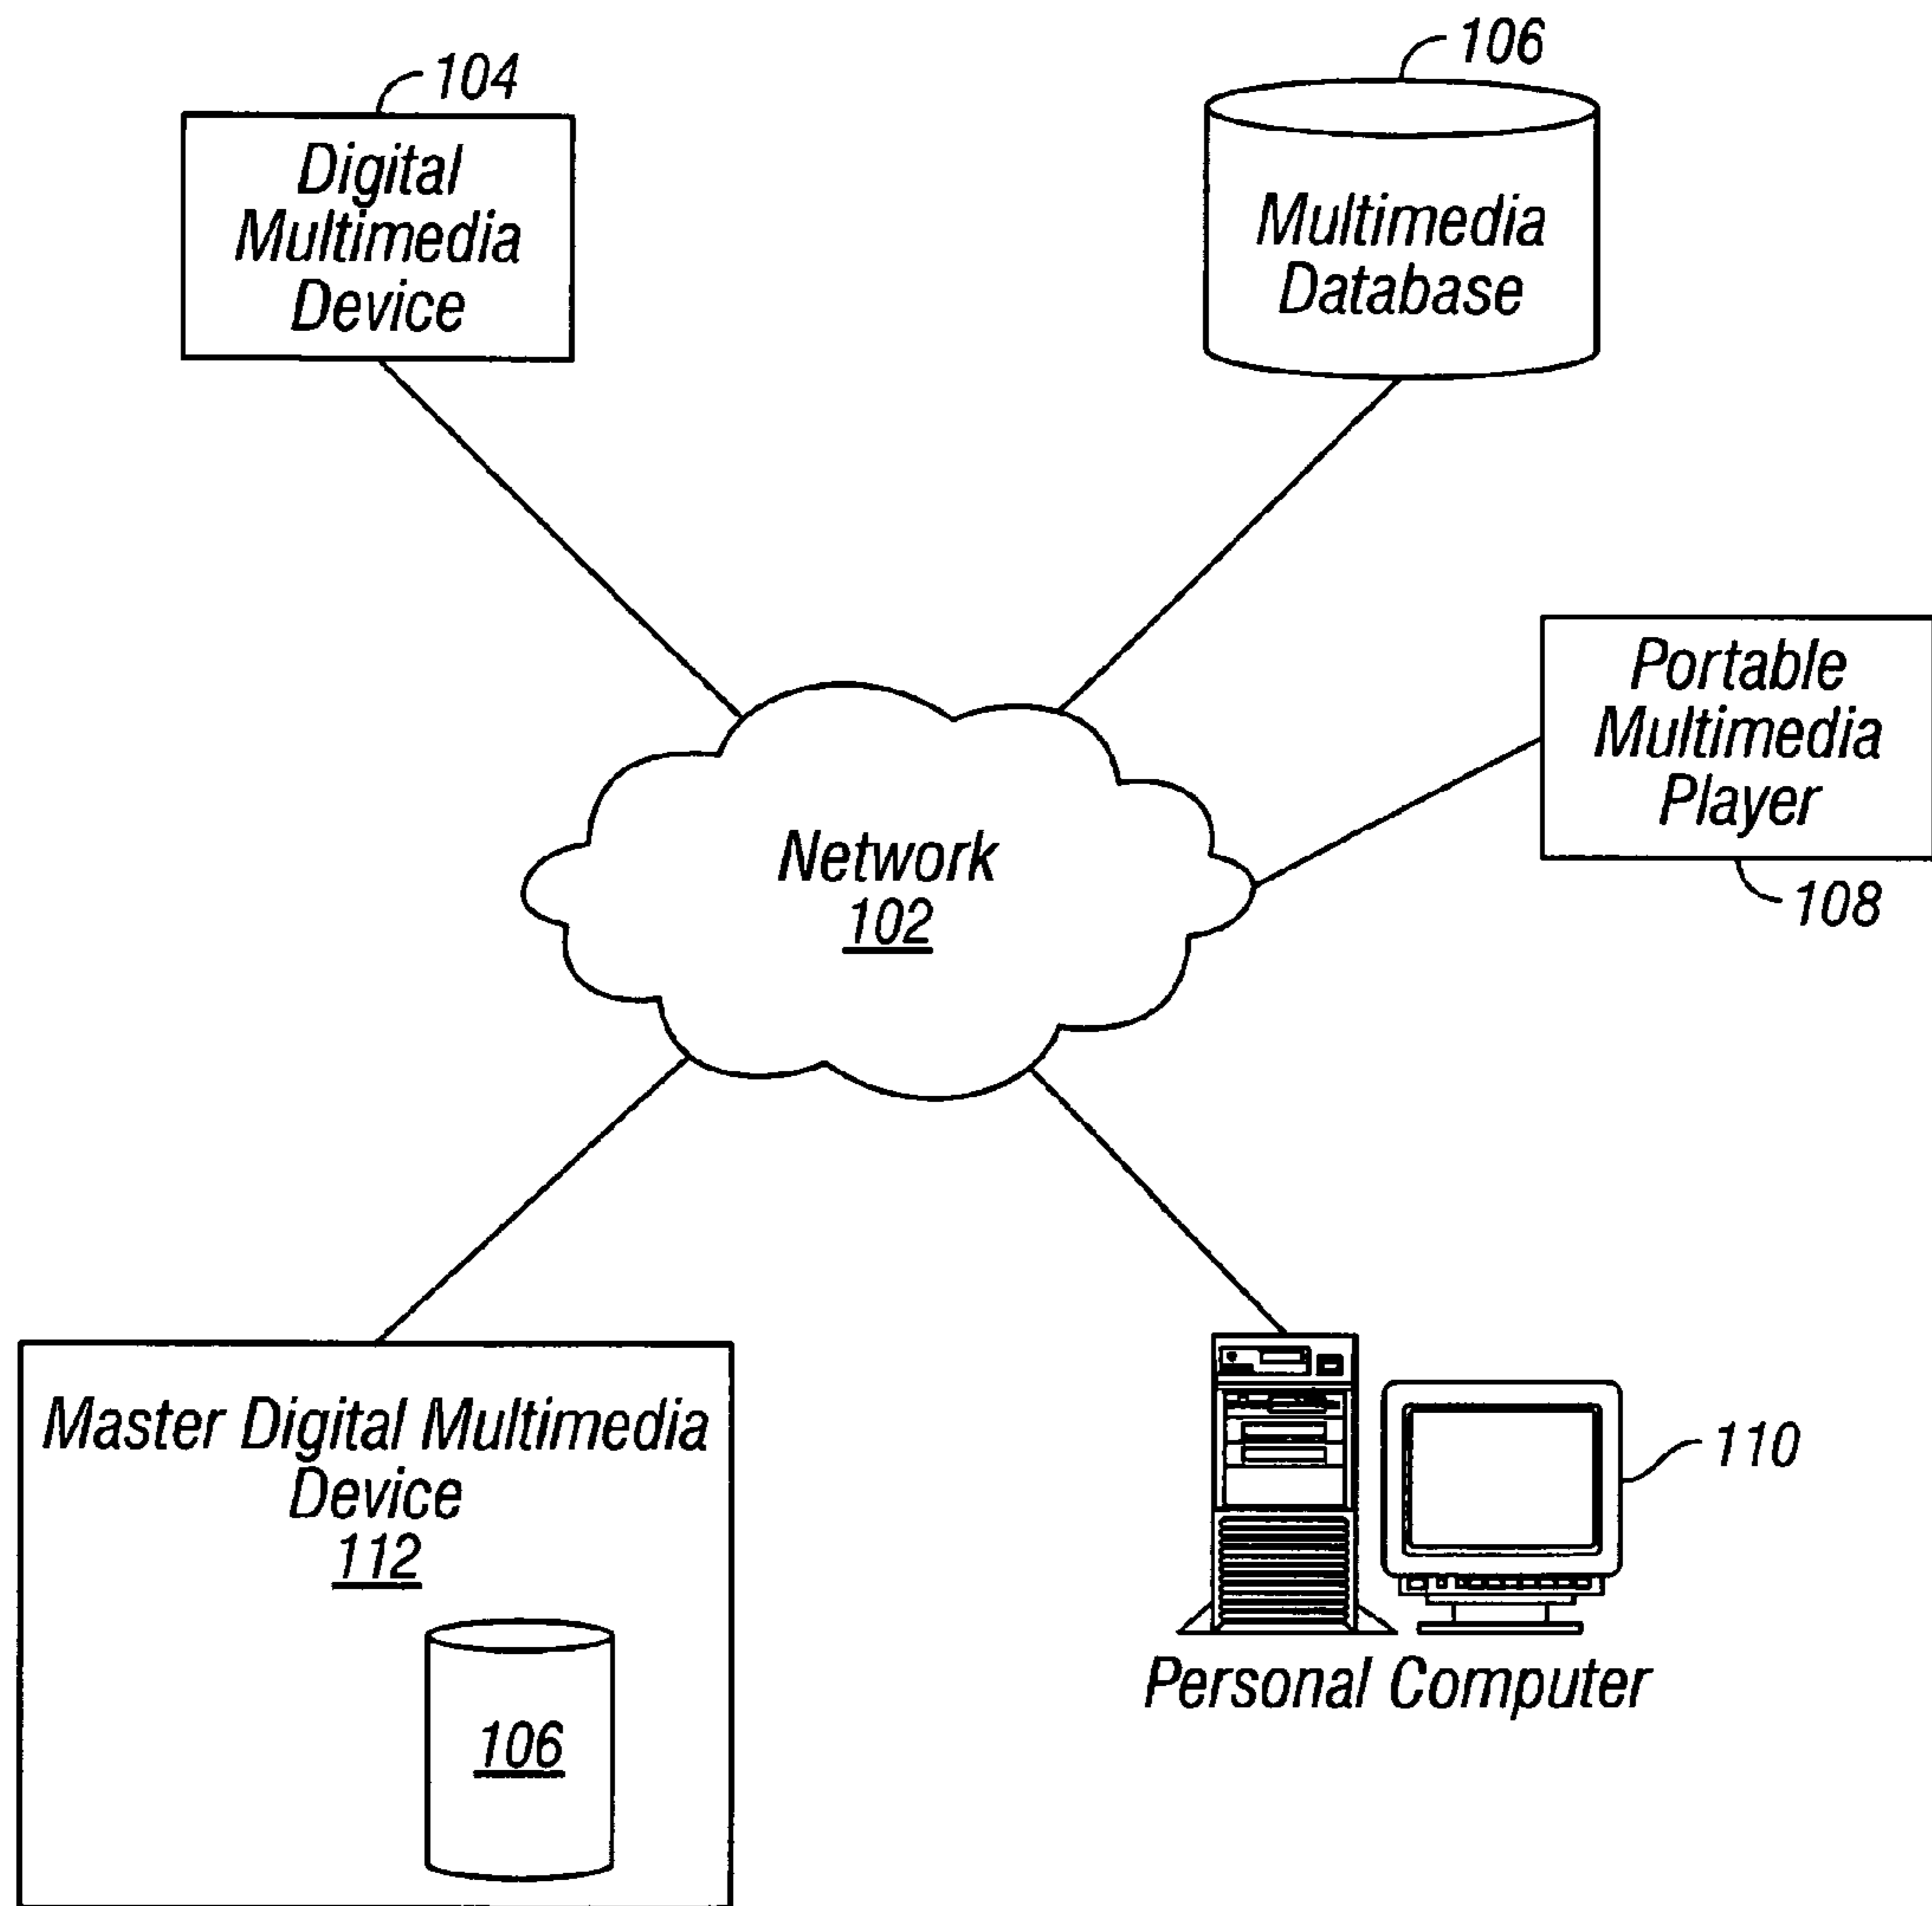 104
Digital
Multimedia
Device
106
Multimedia
Database
Portable
Multimedia
Player
108
Network
102
Master Digital Multimedia
Device
112
106
110
Personal Computer